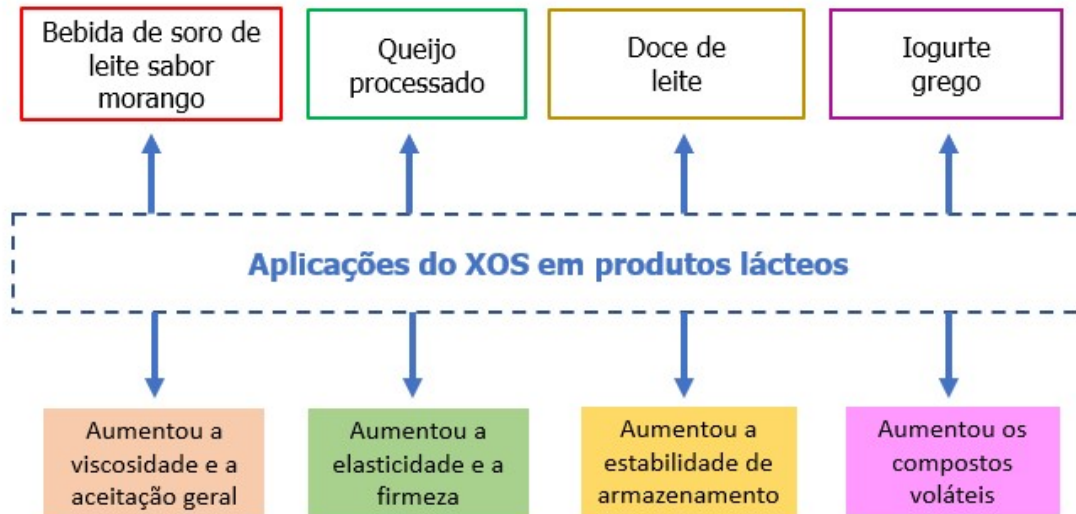 Bebida de soro de
leite sabor
morango
Queijo
processado
Doce de
leite
Iogurte
grego
Aplicações do XOS em produtos lácteos
Aumentou a
viscosidade e a
aceitação geral
Aumentou a
elasticidade e a
firmeza
Aumentou a
estabilidade de
armazenamento
Aumentou os
compostos
voláteis